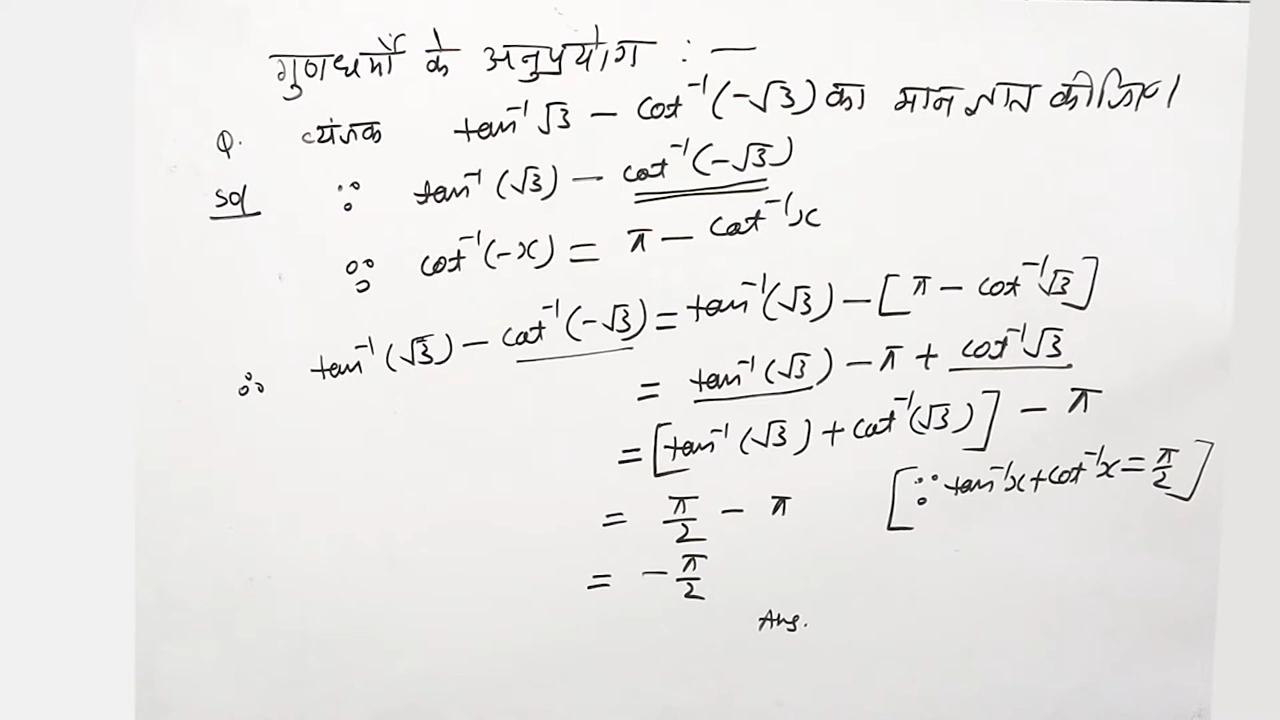 गुणधर्मों के अनुप्रयोग : —
Q. व्यंजक tan⁻¹√3 − cot⁻¹(−√3) का मान ज्ञात कीजिए।
Sol ∵ tan⁻¹(√3) − cot⁻¹(−√3)
∵ cot⁻¹(−x) = π − cot⁻¹x
∴ tan⁻¹(√3) − cot⁻¹(−√3) = tan⁻¹(√3) − [π − cot⁻¹√3]
= tan⁻¹(√3) − π + cot⁻¹√3
= [tan⁻¹(√3) + cot⁻¹(√3)] − π
[∵ tan⁻¹x + cot⁻¹x = π/2]
= π/2 − π
= −π/2
Ans.